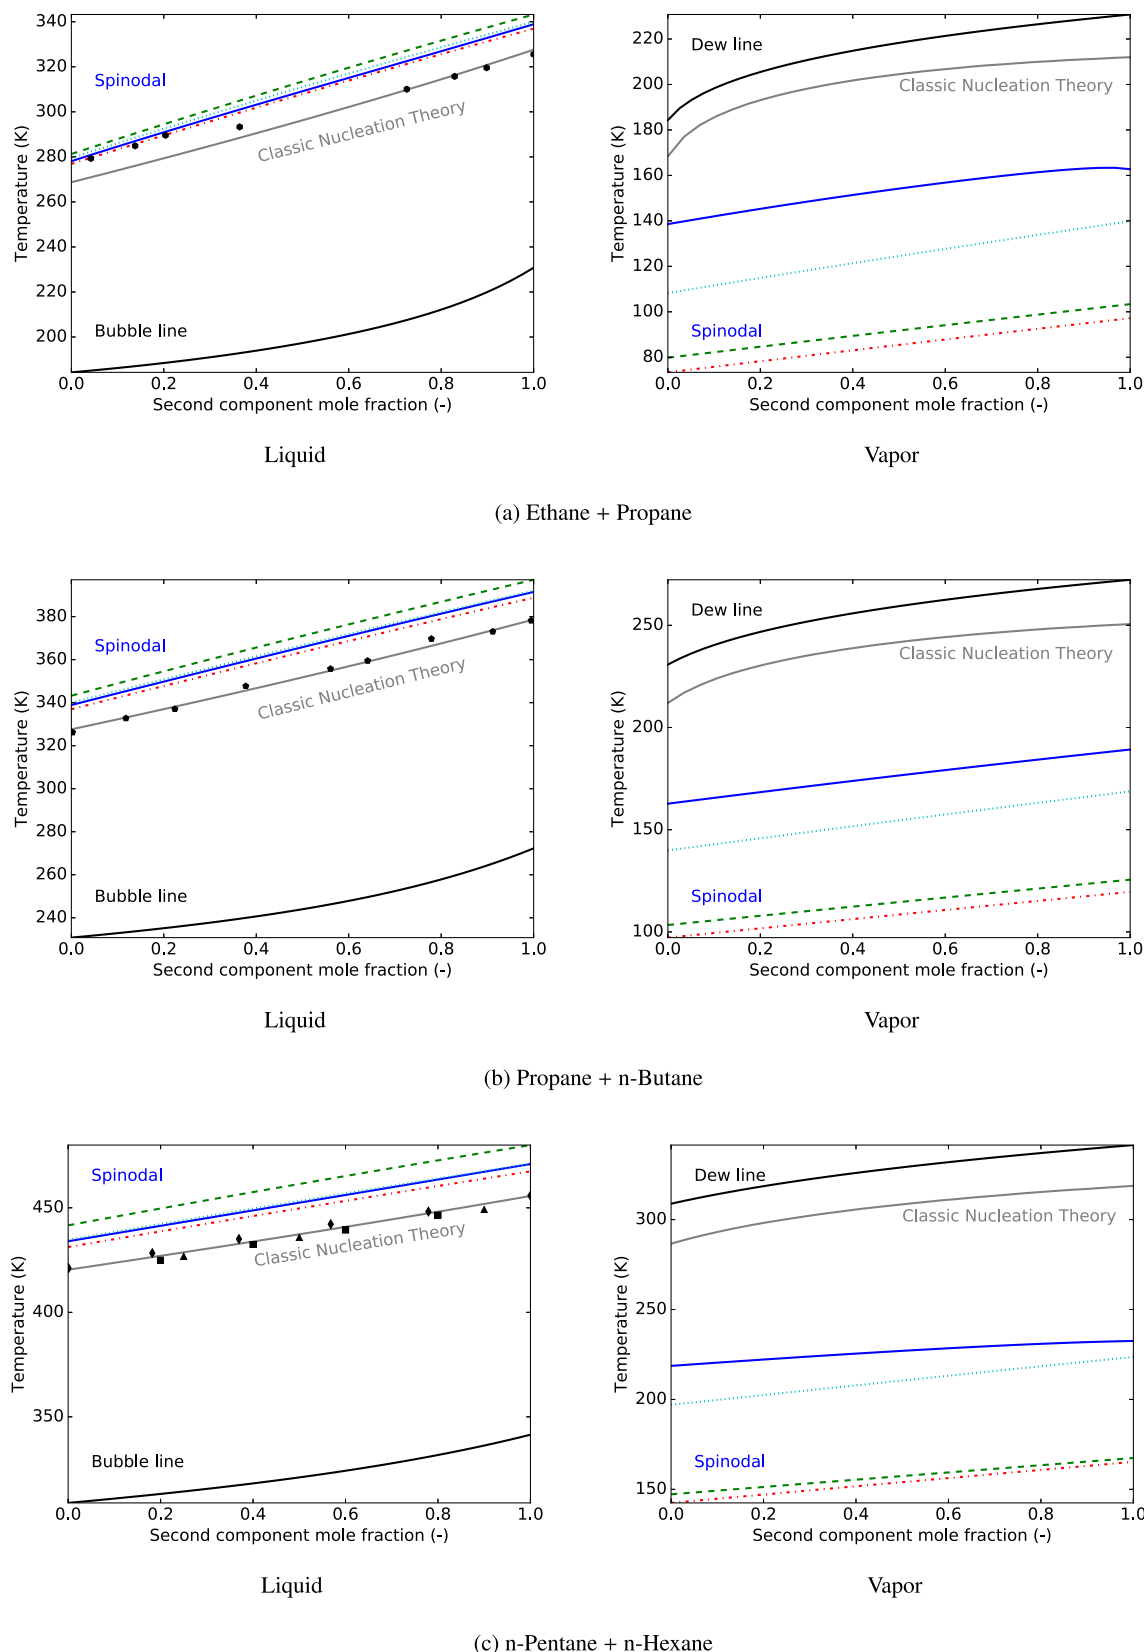 340
320
300
280
260
240
220
200
Temperature (K)
Spinodal
Classic Nucleation Theory
Bubble line
0.0 0.2 0.4 0.6 0.8 1.0
Second component mole fraction (-)
Liquid
220
200
180
160
140
120
100
80
Temperature (K)
Dew line
Classic Nucleation Theory
Spinodal
0.0 0.2 0.4 0.6 0.8 1.0
Second component mole fraction (-)
Vapor
(a) Ethane + Propane
380
360
340
320
300
280
260
240
Temperature (K)
Spinodal
Classic Nucleation Theory
Bubble line
0.0 0.2 0.4 0.6 0.8 1.0
Second component mole fraction (-)
Liquid
250
200
150
100
Temperature (K)
Dew line
Classic Nucleation Theory
Spinodal
0.0 0.2 0.4 0.6 0.8 1.0
Second component mole fraction (-)
Vapor
(b) Propane + n-Butane
450
400
350
Temperature (K)
Spinodal
Classic Nucleation Theory
Bubble line
0.0 0.2 0.4 0.6 0.8 1.0
Second component mole fraction (-)
Liquid
300
250
200
150
Temperature (K)
Dew line
Classic Nucleation Theory
Spinodal
0.0 0.2 0.4 0.6 0.8 1.0
Second component mole fraction (-)
Vapor
(c) n-Pentane + n-Hexane